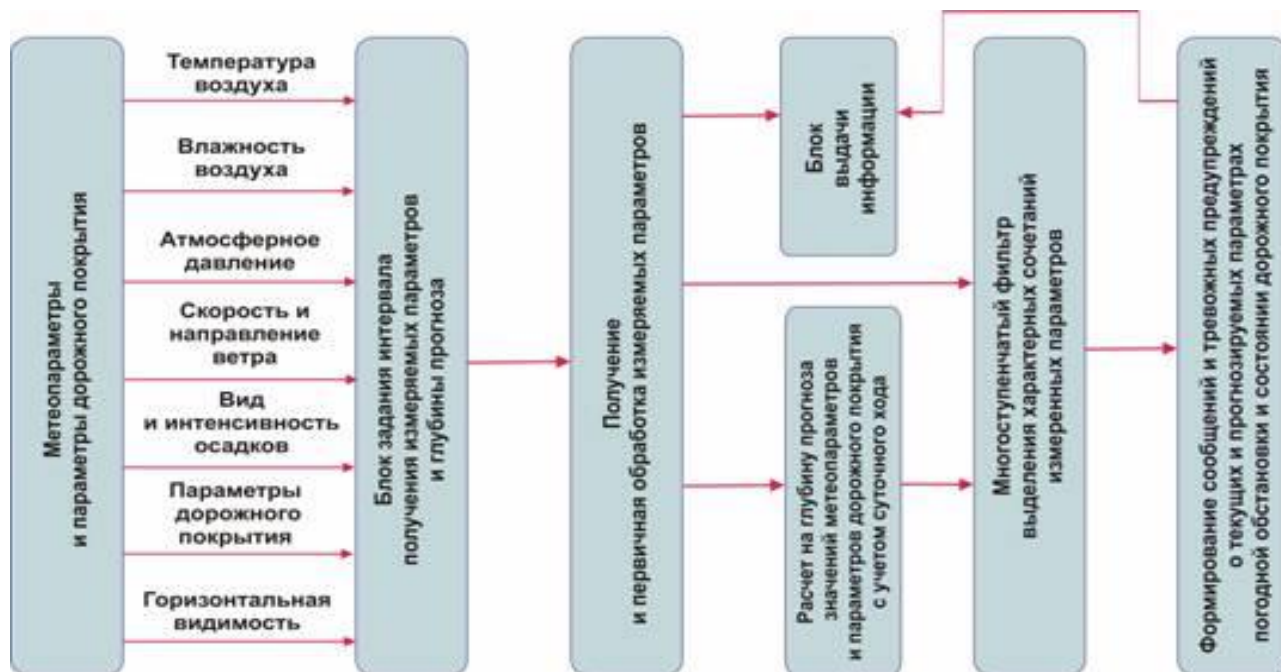 Метеопараметры
и параметры дорожного покрытия
Температура
воздуха
Влажность
воздуха
Атмосферное
давление
Скорость и
направление
ветра
Вид
и интенсивность
осадков
Параметры
дорожного
покрытия
Горизонтальная
видимость
Блок задания интервала
получения измеряемых параметров
и глубины прогноза
Получение
и первичная обработка измеряемых параметров
Блок
выдачи
информации
Расчет на глубину прогноза
значений метеопараметров
и параметров дорожного покрытия
с учетом суточного хода
Многоступенчатый фильтр
выделения характерных сочетаний
измеренных параметров
Формирование сообщений и тревожных предупреждений
о текущих и прогнозируемых параметрах
погодной обстановки и состоянии дорожного покрытия